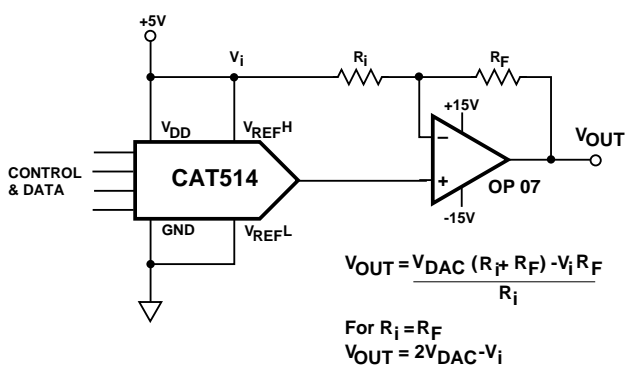 +5V
Vi
Ri
RF
+15V
VDD
VREFH
VOUT
CONTROL
& DATA
CAT514
−
+
OP 07
GND
VREFL
-15V
VOUT = VDAC (Ri + RF) -Vi RF
Ri
For Ri = RF
VOUT = 2VDAC-Vi